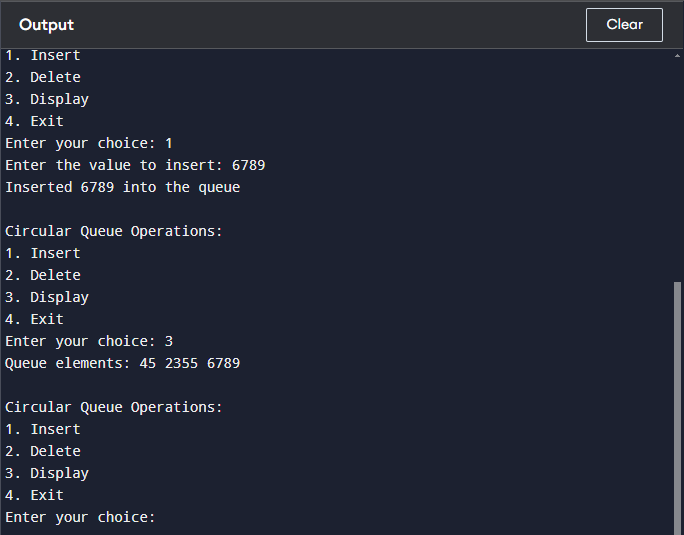 Output
Clear
1. Insert
2. Delete
3. Display
4. Exit
Enter your choice: 1
Enter the value to insert: 6789
Inserted 6789 into the queue
Circular Queue Operations:
1. Insert
2. Delete
3. Display
4. Exit
Enter your choice: 3
Queue elements: 45 2355 6789
Circular Queue Operations:
1. Insert
2. Delete
3. Display
4. Exit
Enter your choice: